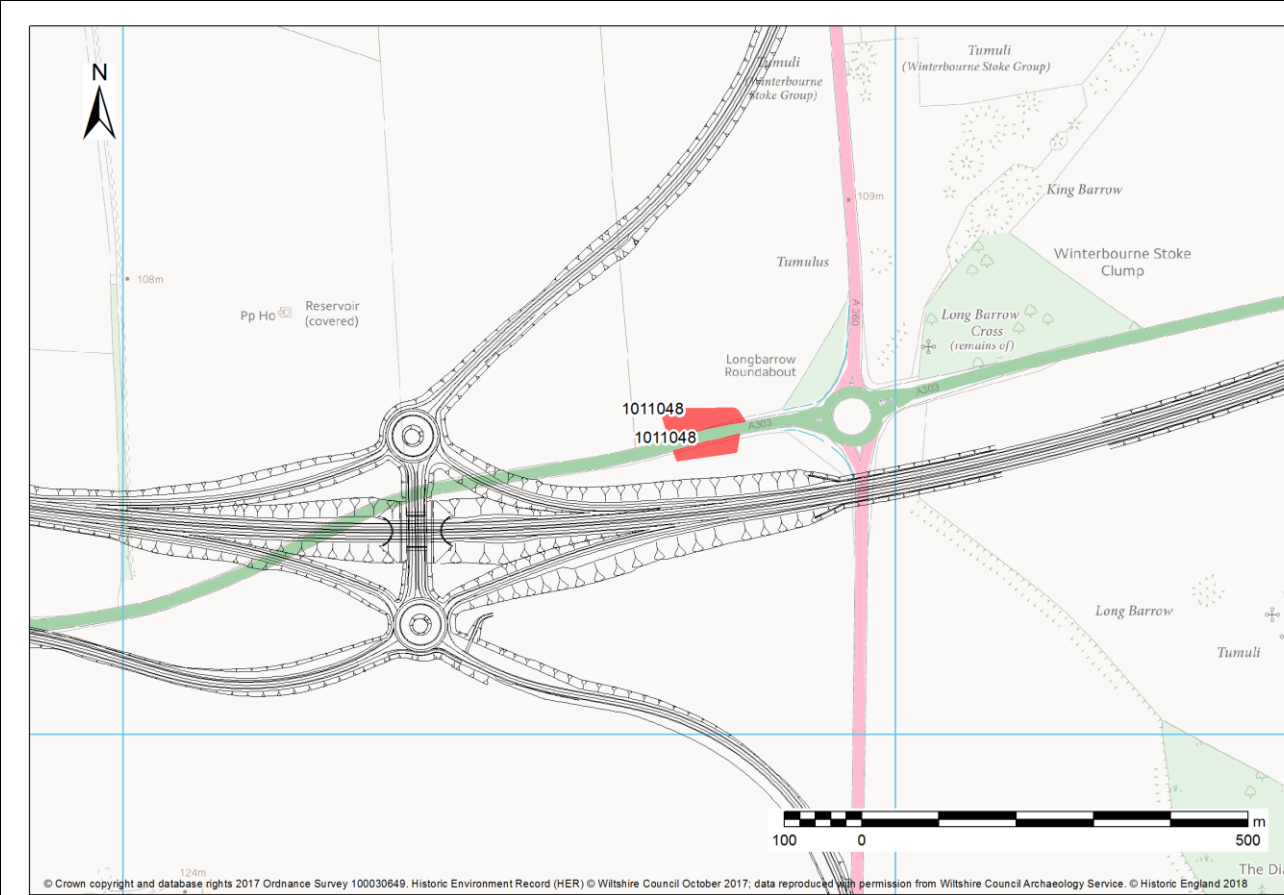 N
Tumuli
(Winterbourne
Stoke Group)
Tumuli
(Winterbourne Stoke Group)
King Barrow
109m
Tumulus
Winterbourne Stoke
Clump
108m
Pp Ho
Reservoir
(covered)
A 360
Long Barrow
Cross
(remains of)
Longbarrow
Roundabout
A303
1011048
A303
1011048
Long Barrow
Tumuli
m
100 0 500
124m
The Di
© Crown copyright and database rights 2017 Ordnance Survey 100030649. Historic Environment Record (HER) © Wiltshire Council October 2017; data reproduced with permission from Wiltshire Council Archaeology Service. © Historic England 2016